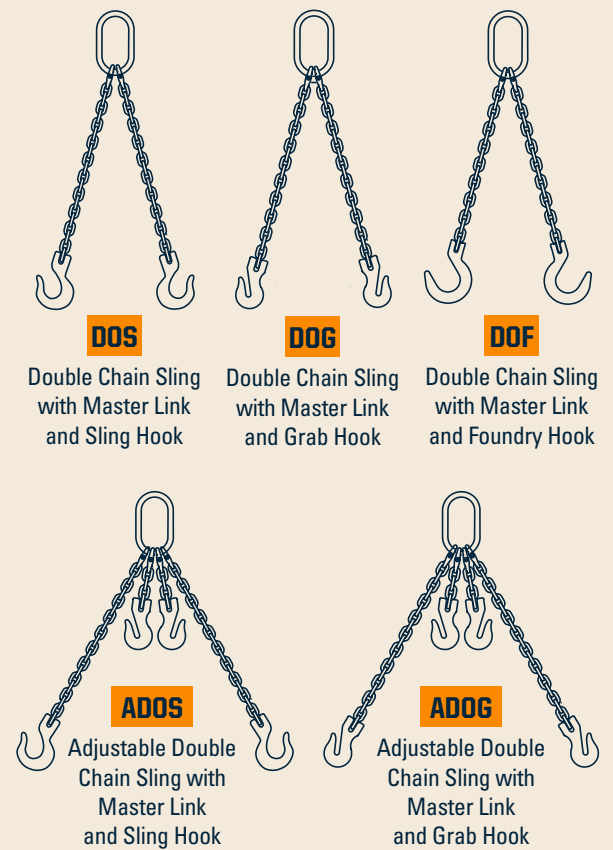 DOS
Double Chain Sling
with Master Link
and Sling Hook
DOG
Double Chain Sling
with Master Link
and Grab Hook
DOF
Double Chain Sling
with Master Link
and Foundry Hook
ADOS
Adjustable Double
Chain Sling with
Master Link
and Sling Hook
ADOG
Adjustable Double
Chain Sling with
Master Link
and Grab Hook